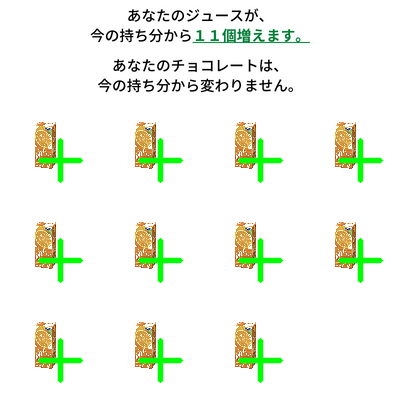 あなたのジュースが、
今の持ち分から１１個増えます。
あなたのチョコレートは、
今の持ち分から変わりません。